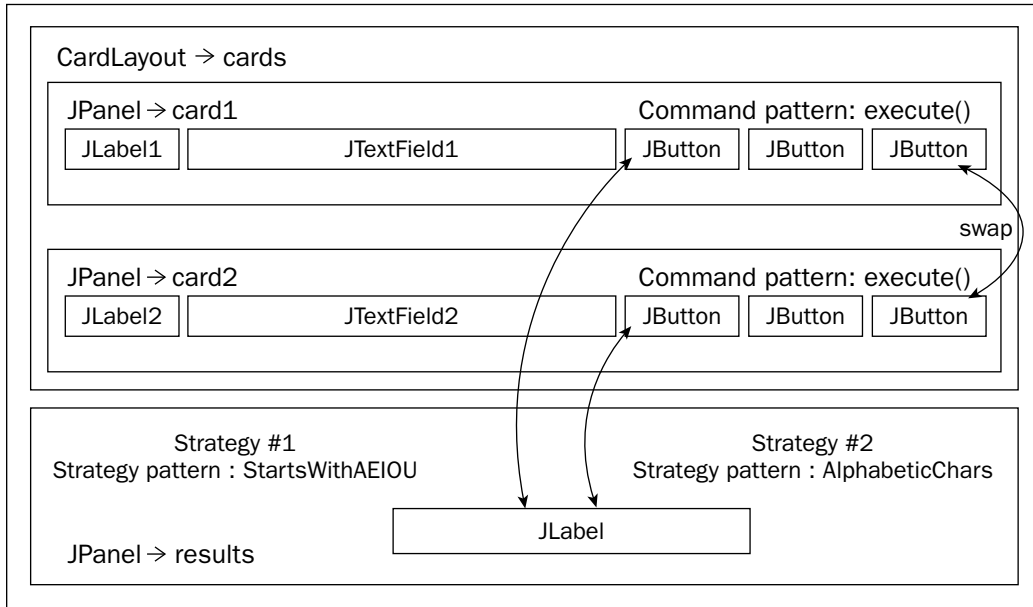 CardLayout → cards
JPanel → card1
Command pattern: execute()
JLabel1
JTextField1
JButton
JButton
JButton
swap
JPanel → card2
Command pattern: execute()
JLabel2
JTextField2
JButton
JButton
JButton
Strategy #1
Strategy pattern : StartsWithAEIOU
Strategy #2
Strategy pattern : AlphabeticChars
JLabel
JPanel → results